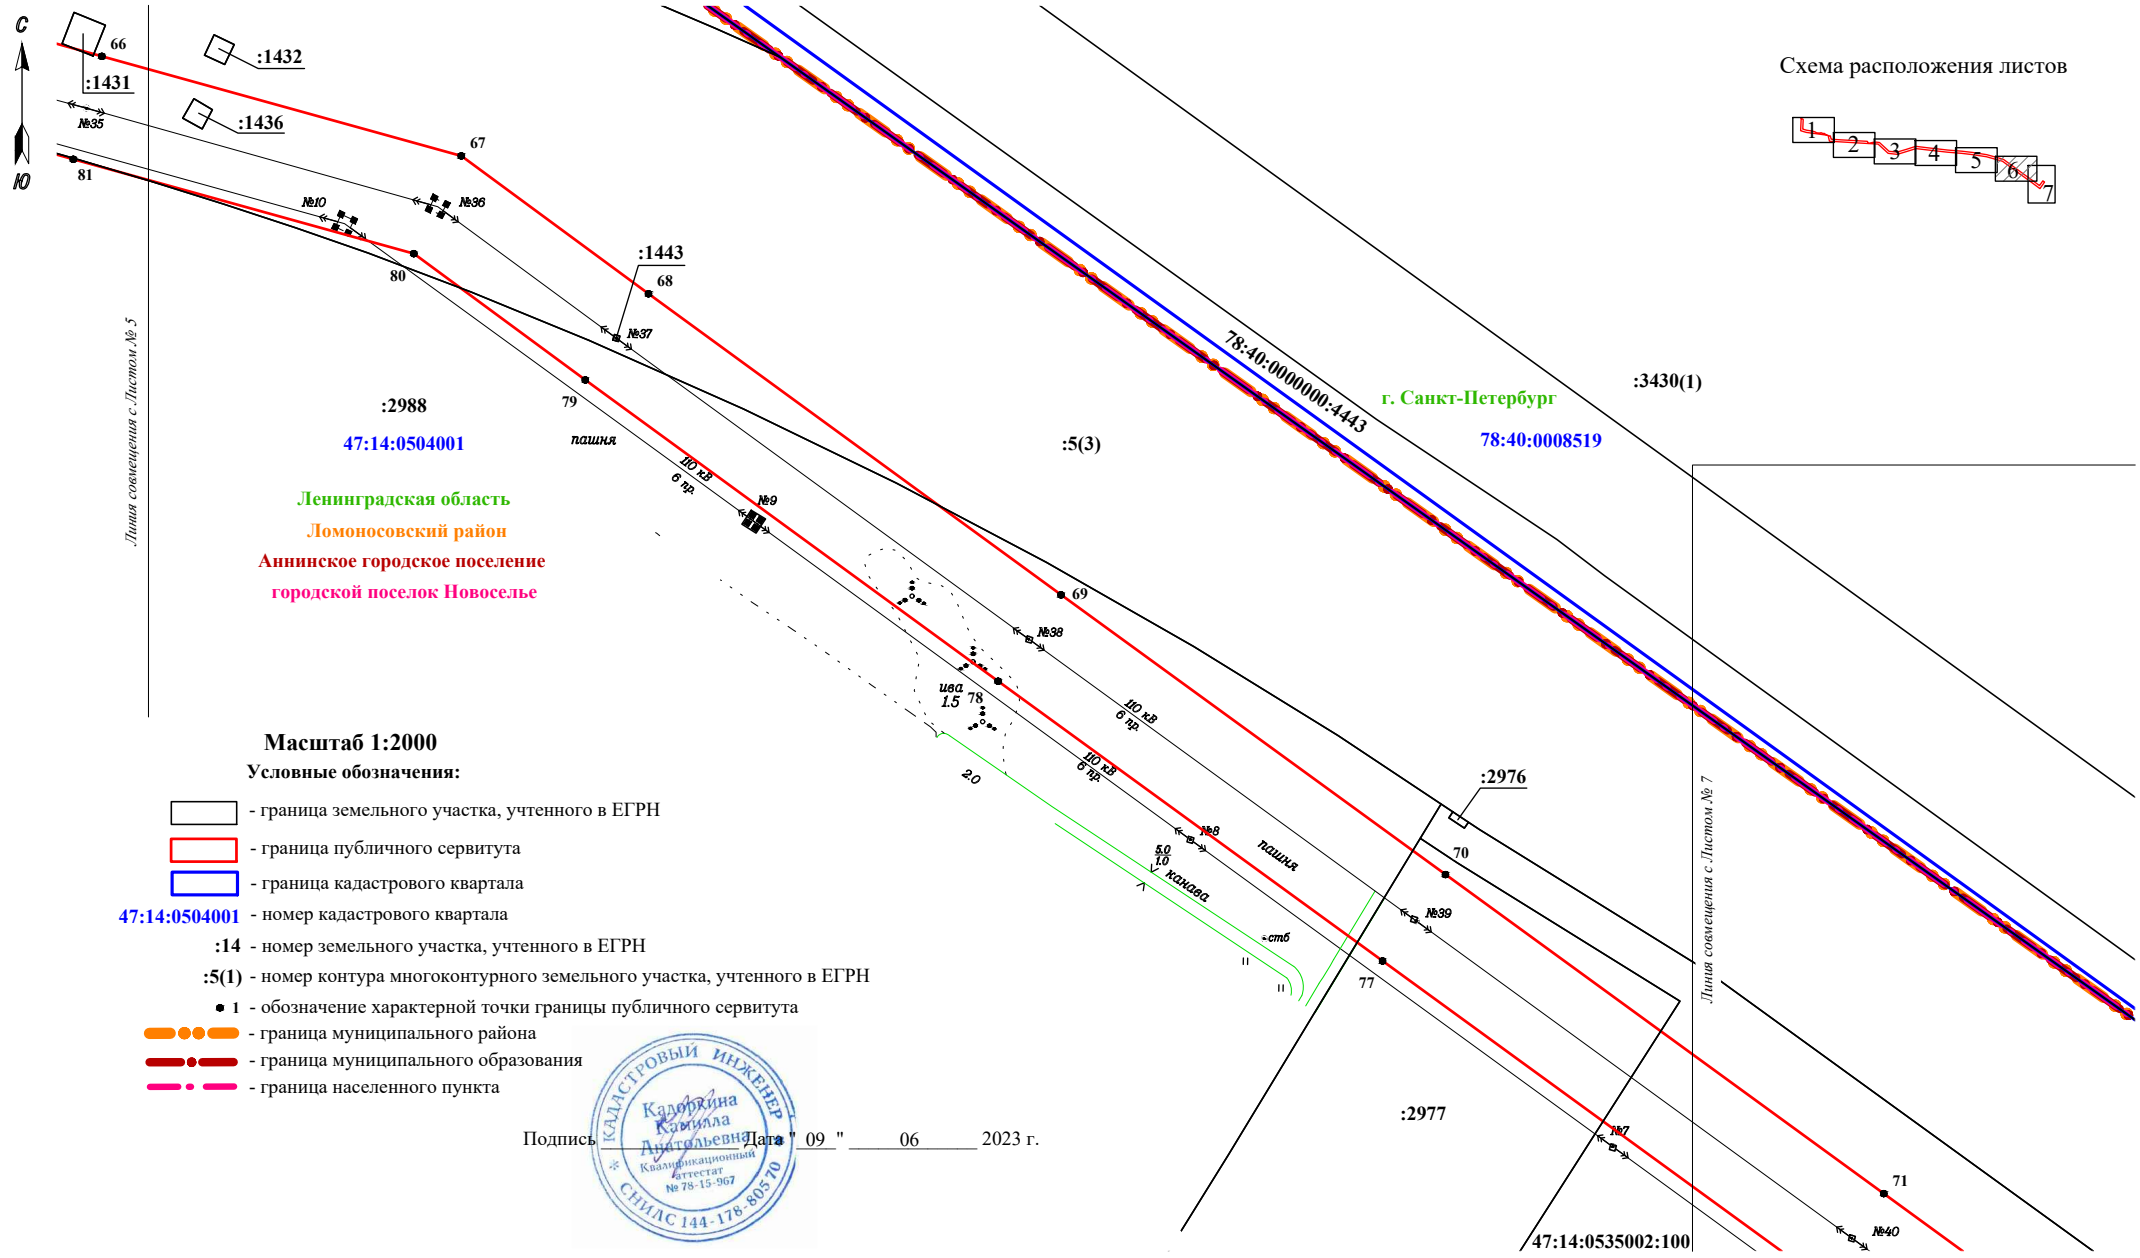 С
Ю
66
:1431
:1432
:1436
№35
81
67
№10
№36
80
:1443
68
№37
79
Линия совмещения с Листом № 5
:2988
47:14:0504001
Ленинградская область
Ломоносовский район
Аннинское городское поселение
городской поселок Новоселье
пашня
110 кВ
6 пр.
№9
:5(3)
78:40:0000000:4443
г. Санкт-Петербург
78:40:0008519
:3430(1)
Схема расположения листов
1
2
3
4
5
6
7
69
№38
ива
1.5
78
110 кВ
6 пр.
110 кВ
6 пр.
2.0
№8
5.0
1.0
канава
пашня
стб
:2976
70
№39
77
Линия совмещения с Листом № 7
:2977
№7
71
№40
47:14:0535002:100
Масштаб 1:2000
Условные обозначения:
- граница земельного участка, учтенного в ЕГРН
- граница публичного сервитута
- граница кадастрового квартала
47:14:0504001 - номер кадастрового квартала
:14 - номер земельного участка, учтенного в ЕГРН
:5(1) - номер контура многоконтурного земельного участка, учтенного в ЕГРН
1 - обозначение характерной точки границы публичного сервитута
- граница муниципального района
- граница муниципального образования
- граница населенного пункта
Подпись Дата "09" 06 2023 г.
КАДАСТРОВЫЙ ИНЖЕНЕР
Кадоркина
Камилла
Анатольевна
Квалификационный
аттестат
№ 78-15-967
СНИЛС 144-178-805 70